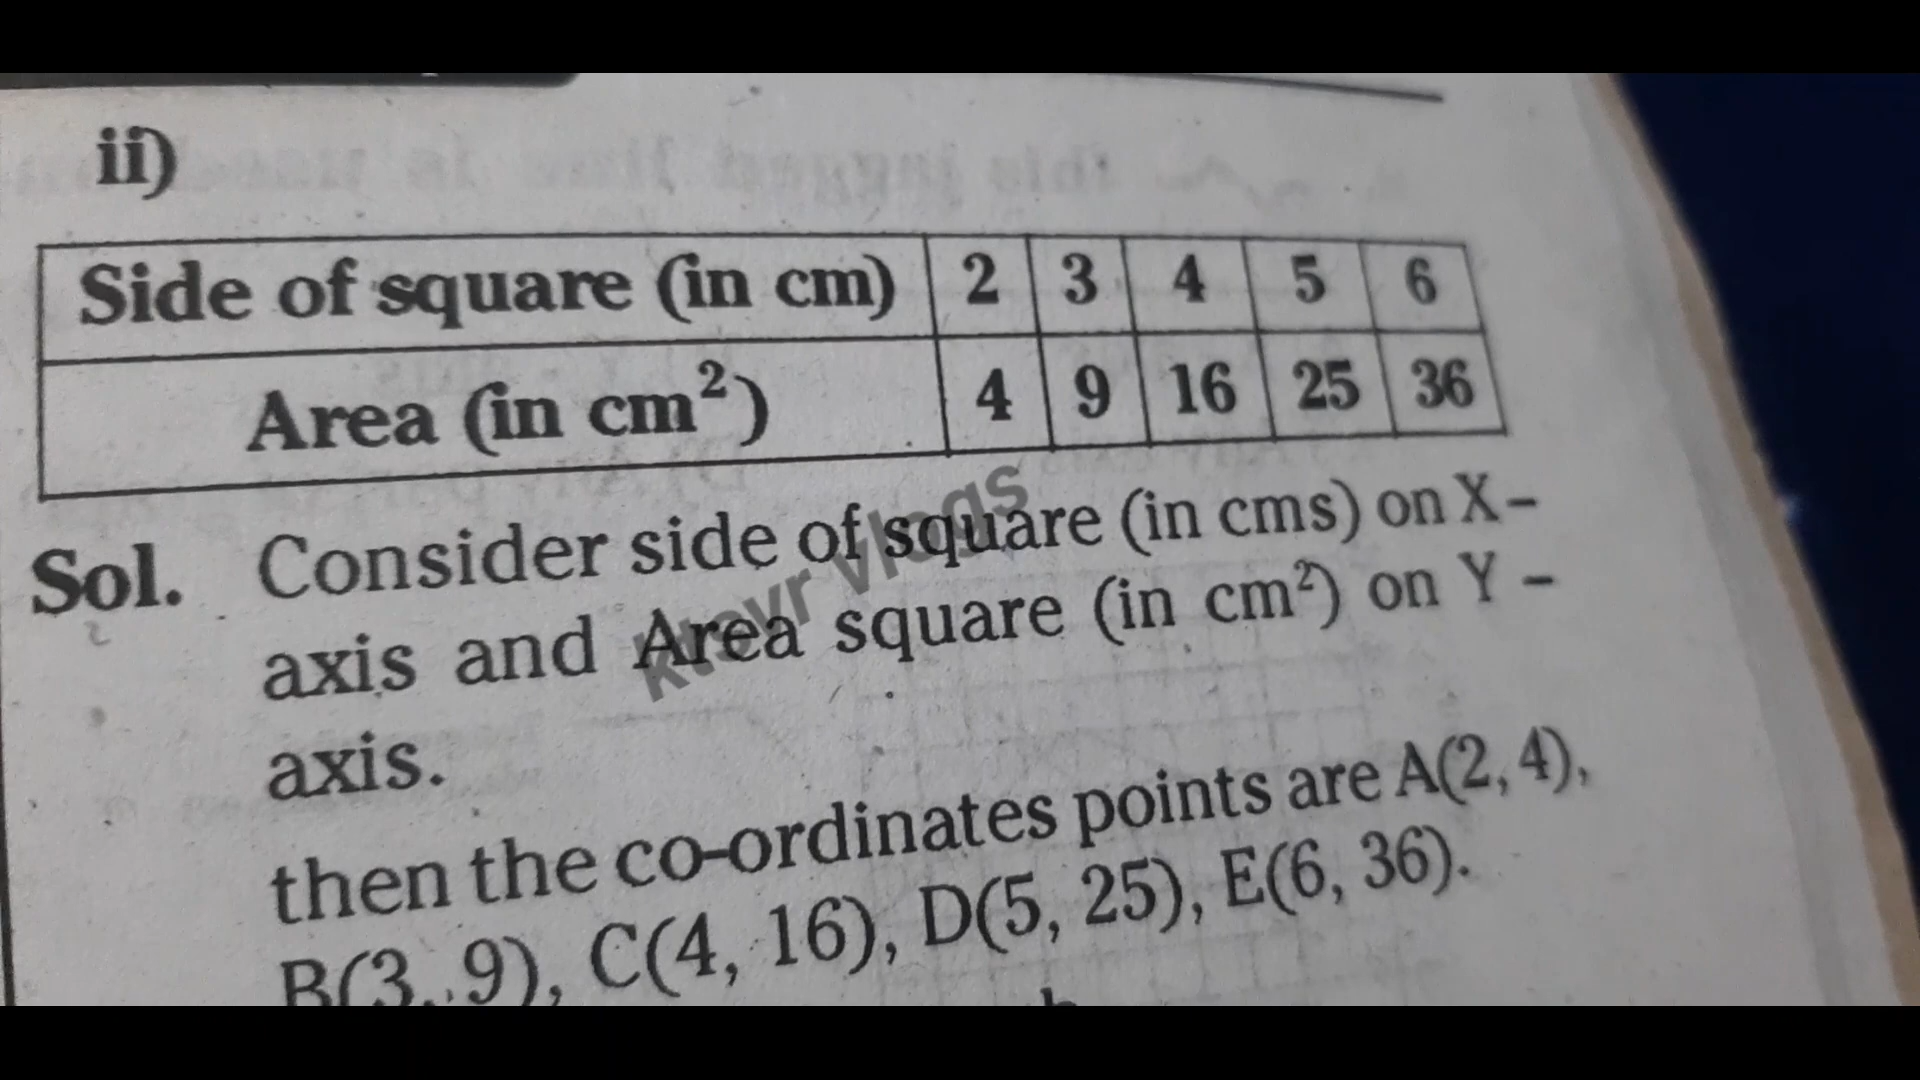 ii)
Side of square (in cm) 2 3 4 5 6
Area (in cm²) 4 9 16 25 36
Sol. Consider side of square (in cms) on X-
axis and Area square (in cm²) on Y -
axis.
then the co-ordinates points are A(2, 4),
B(3, 9), C(4, 16), D(5, 25), E(6, 36).